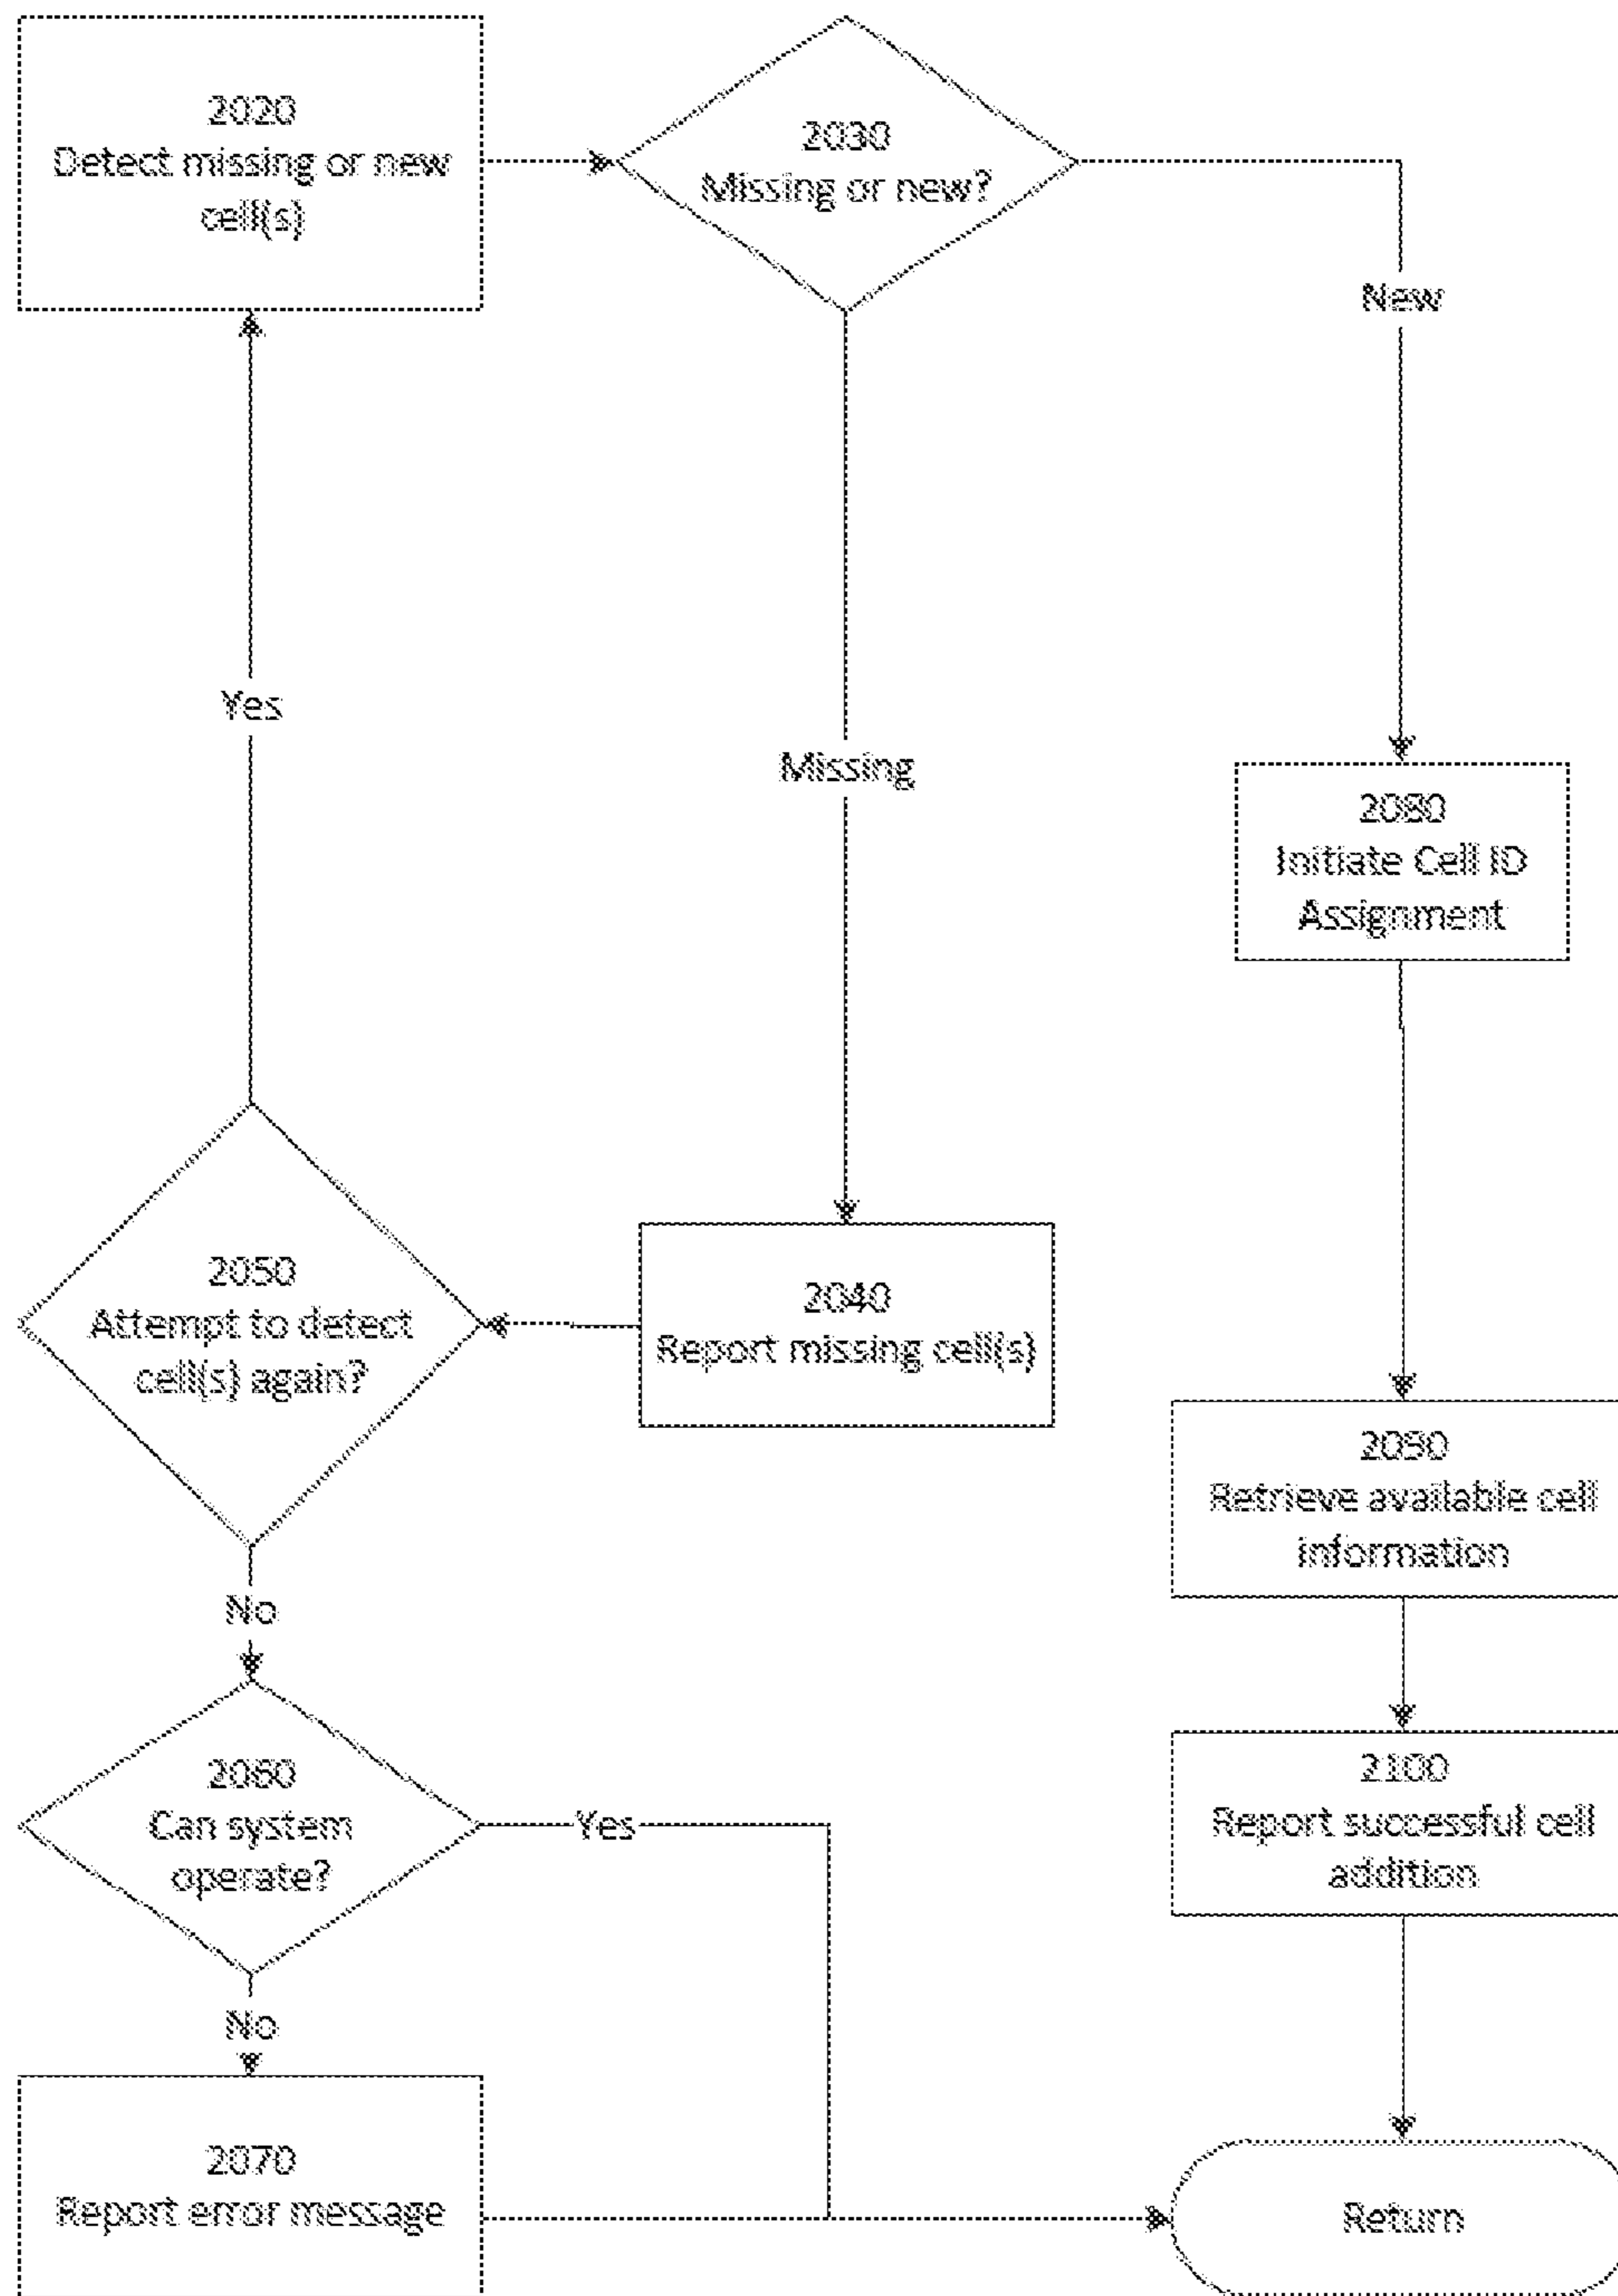 2020
Detect missing or new
cell(s)
2030
Missing or new?
New
Yes
Missing
2080
Initiate Cell ID
Assignment
2050
Attempt to detect
cell(s) again?
2040
Report missing cell(s)
2090
Retrieve available cell
information
No
2060
Can system
operate?
Yes
2100
Report successful cell
addition
No
2070
Report error message
Return